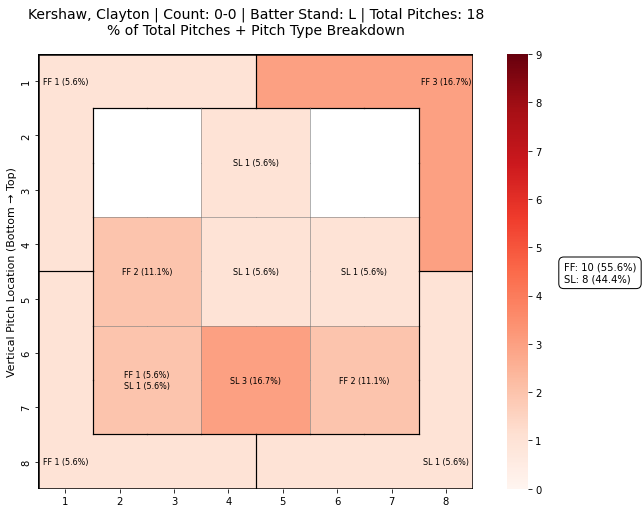 Kershaw, Clayton | Count: 0-0 | Batter Stand: L | Total Pitches: 18
% of Total Pitches + Pitch Type Breakdown
Vertical Pitch Location (Bottom → Top)
1
2
3
4
5
6
7
8
FF 1 (5.6%)
FF 3 (16.7%)
SL 1 (5.6%)
FF 2 (11.1%)
SL 1 (5.6%)
SL 1 (5.6%)
FF 1 (5.6%)
SL 1 (5.6%)
SL 3 (16.7%)
FF 2 (11.1%)
FF 1 (5.6%)
SL 1 (5.6%)
1
2
3
4
5
6
7
8
9
8
7
6
5
4
3
2
1
0
FF: 10 (55.6%)
SL: 8 (44.4%)